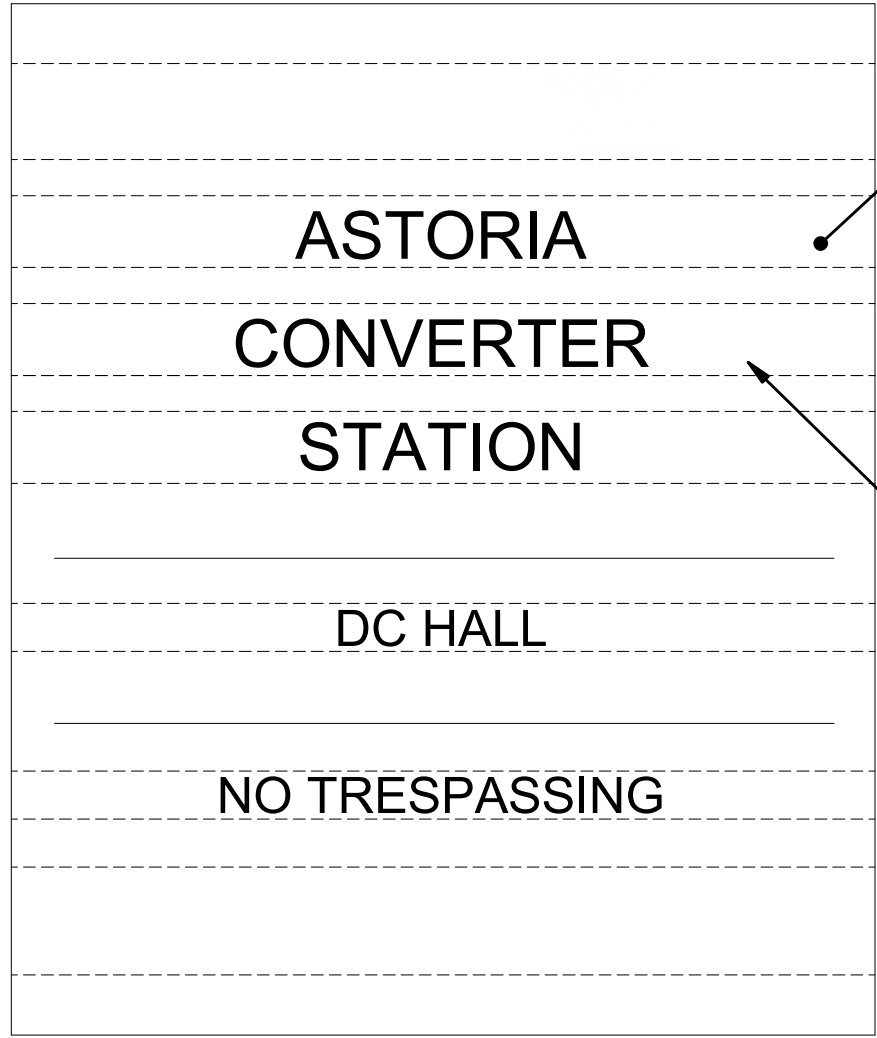 ASTORIA
CONVERTER
STATION
DC HALL
NO TRESPASSING